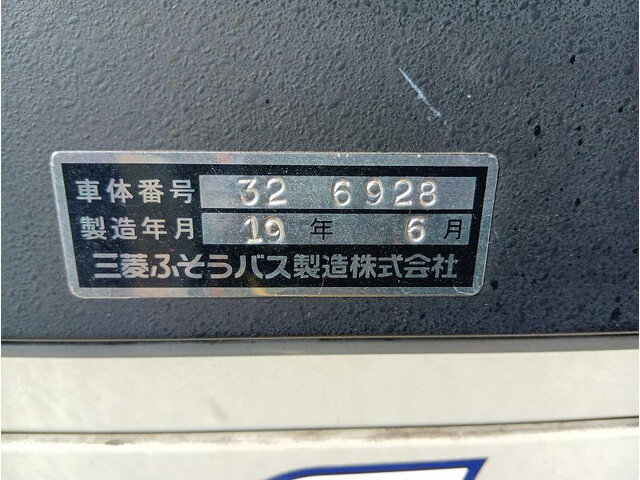 車体番号 32 6928
製造年月 19 年 6 月
三菱ふそうバス製造株式会社